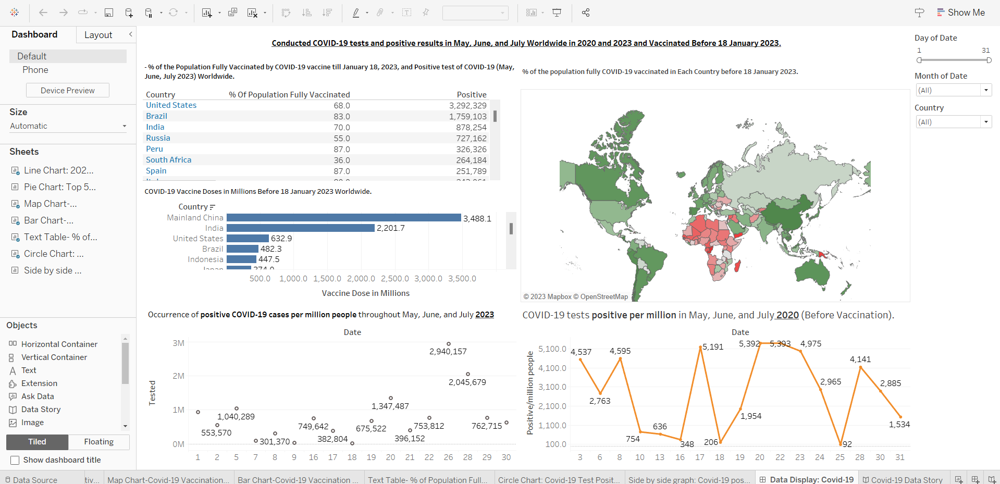 Show Me
Dashboard
Layout
Default
Phone
Device Preview
Size
Automatic
Sheets
Line Chart: 202...
Pie Chart: Top 5...
Map Chart-...
Bar Chart-...
Text Table- % of...
Circle Chart: ...
Side by side ...
Objects
Horizontal Container
Vertical Container
Text
Extension
Ask Data
Data Story
Image
Tiled
Floating
Show dashboard title
Conducted COVID-19 tests and positive results in May, June, and July Worldwide in 2020 and 2023 and Vaccinated Before 18 January 2023.
- % of the Population Fully Vaccinated by COVID-19 vaccine till January 18, 2023, and Positive test of COVID-19 (May,
June, July 2023) Worldwide.
Country % Of Population Fully Vaccinated Positive
United States 68.0 3,292,329
Brazil 83.0 1,759,103
India 70.0 878,254
Russia 55.0 727,162
Peru 87.0 326,326
South Africa 36.0 264,184
Spain 87.0 251,789
COVID-19 Vaccine Doses in Millions Before 18 January 2023 Worldwide.
Country
Mainland China 3,488.1
India 2,201.7
United States 632.9
Brazil 482.3
Indonesia 447.5
Japan 374.0
500.0 1,000.0 1,500.0 2,000.0 2,500.0 3,000.0 3,500.0
Vaccine Dose in Millions
% of the population fully COVID-19 vaccinated in Each Country before 18 January 2023.
© 2023 Mapbox © OpenStreetMap
Day of Date
1 31
Month of Date
(All)
Country
(All)
Occurrence of positive COVID-19 cases per million people throughout May, June, and July 2023
Date
Tested
3M
2M
1M
0M
2,940,157
2,045,679
1,347,487
1,040,289
553,570
301,370
749,642
382,804
675,522
396,152
753,812
762,715
1 2 5 7 8 9 16 17 18 19 20 21 22 26 28 29 30
COVID-19 tests positive per million in May, June, and July 2020 (Before Vaccination).
Date
Positive/million people
5,100.0
4,100.0
3,100.0
2,100.0
1,100.0
100.0
4,537
2,763
4,595
754
636
348
5,191
206
1,954
5,392
5,393
4,975
2,965
92
4,141
2,885
1,534
3 6 8 10 13 16 17 18 19 20 22 23 24 25 28 30 31
Data Source
tiv...
Map Chart-Covid-19 Vaccination...
Bar Chart-Covid-19 Vaccination ...
Text Table- % of Population Full...
Circle Chart: Covid-19 Test Posit...
Side by side graph: Covid-19 pos...
Data Display: Covid-19
Covid-19 Data Story